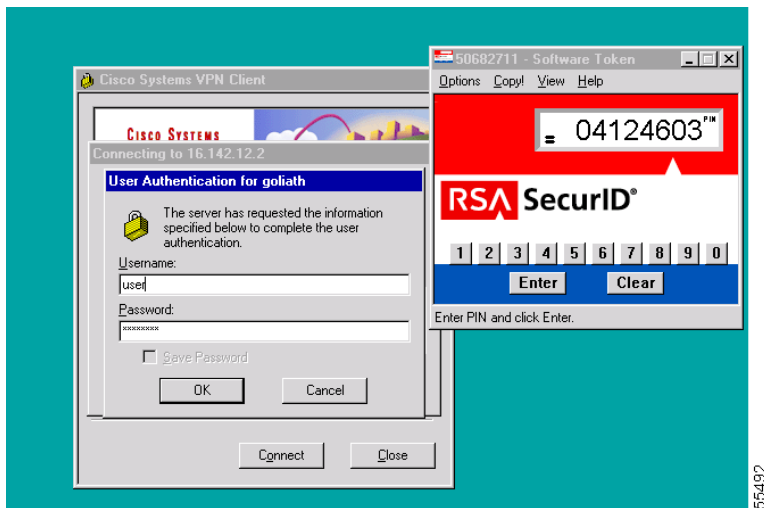 Cisco Systems VPN Client
CISCO SYSTEMS
Connecting to 16.142.12.2
User Authentication for goliath
The server has requested the information
specified below to complete the user
authentication.
Username:
user
Password:
xxxxxxxx
Save Password
OK Cancel
Connect Close
50682711 - Software Token
Options Copy! View Help
04124603 PIN
RSA SecurID®
1 2 3 4 5 6 7 8 9 0
Enter Clear
Enter PIN and click Enter.
55492